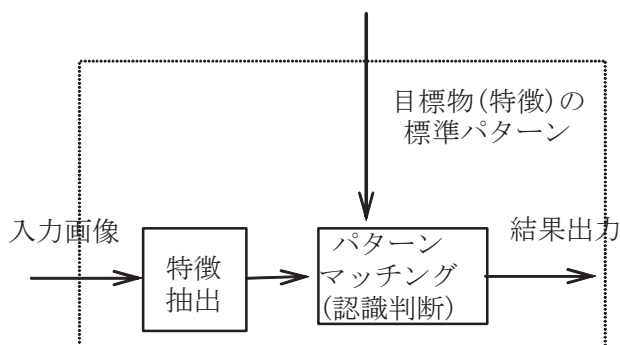 目標物(特徴)の
標準パターン
入力画像
特徴
抽出
パターン
マッチング
(認識判断)
結果出力